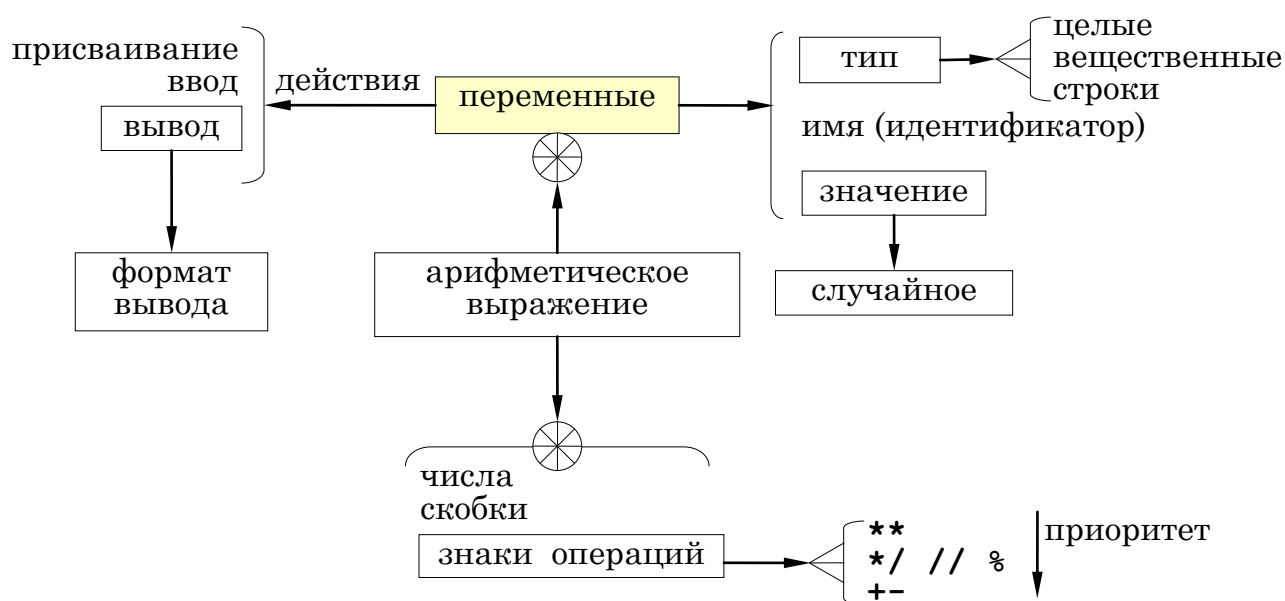 присваивание
ввод
вывод
действия
формат
вывода
переменные
тип
целые
вещественные
строки
имя (идентификатор)
значение
случайное
арифметическое
выражение
числа
скобки
знаки операций
**
*/ // %
+-
приоритет